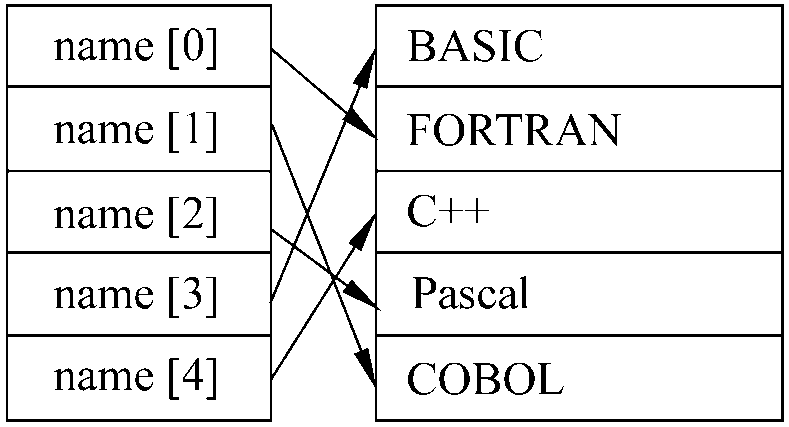 name [0] BASIC
name [1] FORTRAN
name [2] C++
name [3] Pascal
name [4] COBOL